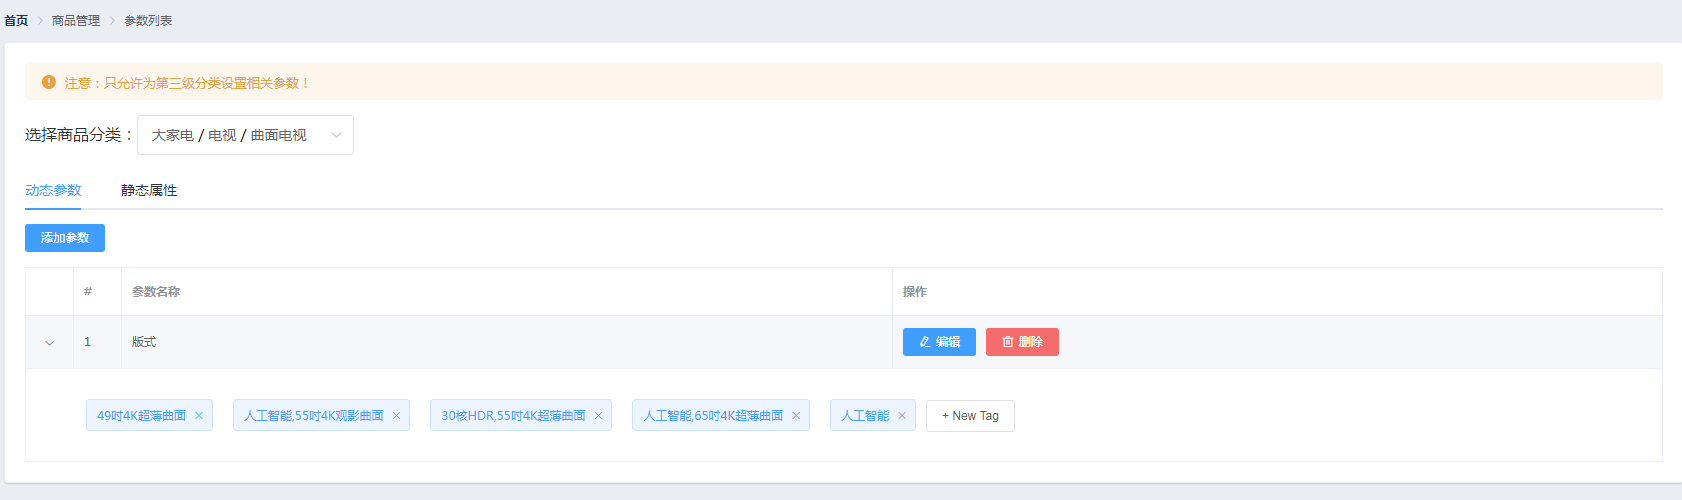 首页 > 商品管理 > 参数列表
注意：只允许为第三级分类设置相关参数！
选择商品分类： 大家电 / 电视 / 曲面电视
动态参数 静态属性
添加参数
# 参数名称 操作
1 版式 编辑 删除
49吋4K超薄曲面 × 人工智能,55吋4K观影曲面 × 30核HDR,55吋4K超薄曲面 × 人工智能,65吋4K超薄曲面 × 人工智能 × + New Tag